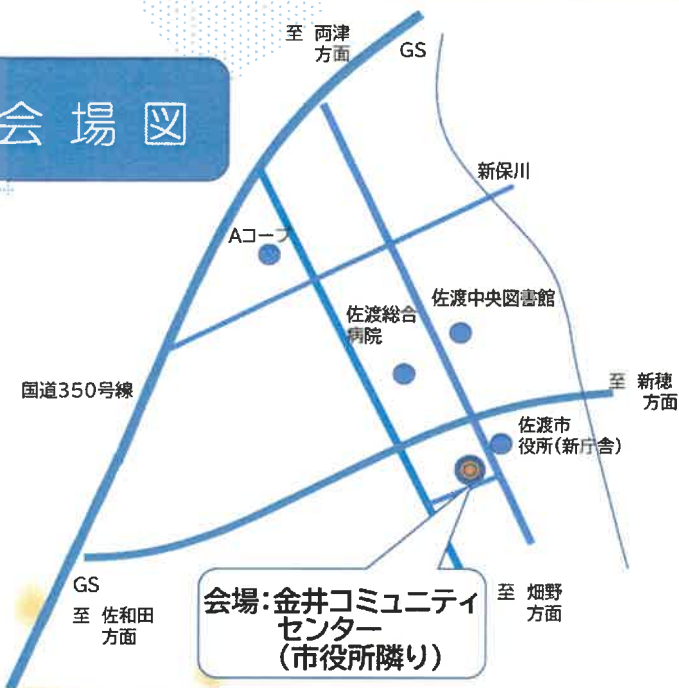 会場図
至 両津
方面
GS
新保川
Aコープ
佐渡中央図書館
佐渡総合
病院
国道350号線
至 新穂
方面
佐渡市
役所(新庁舎)
GS
至 佐和田
方面
会場:金井コミュニティ
センター
(市役所隣り)
至 畑野
方面